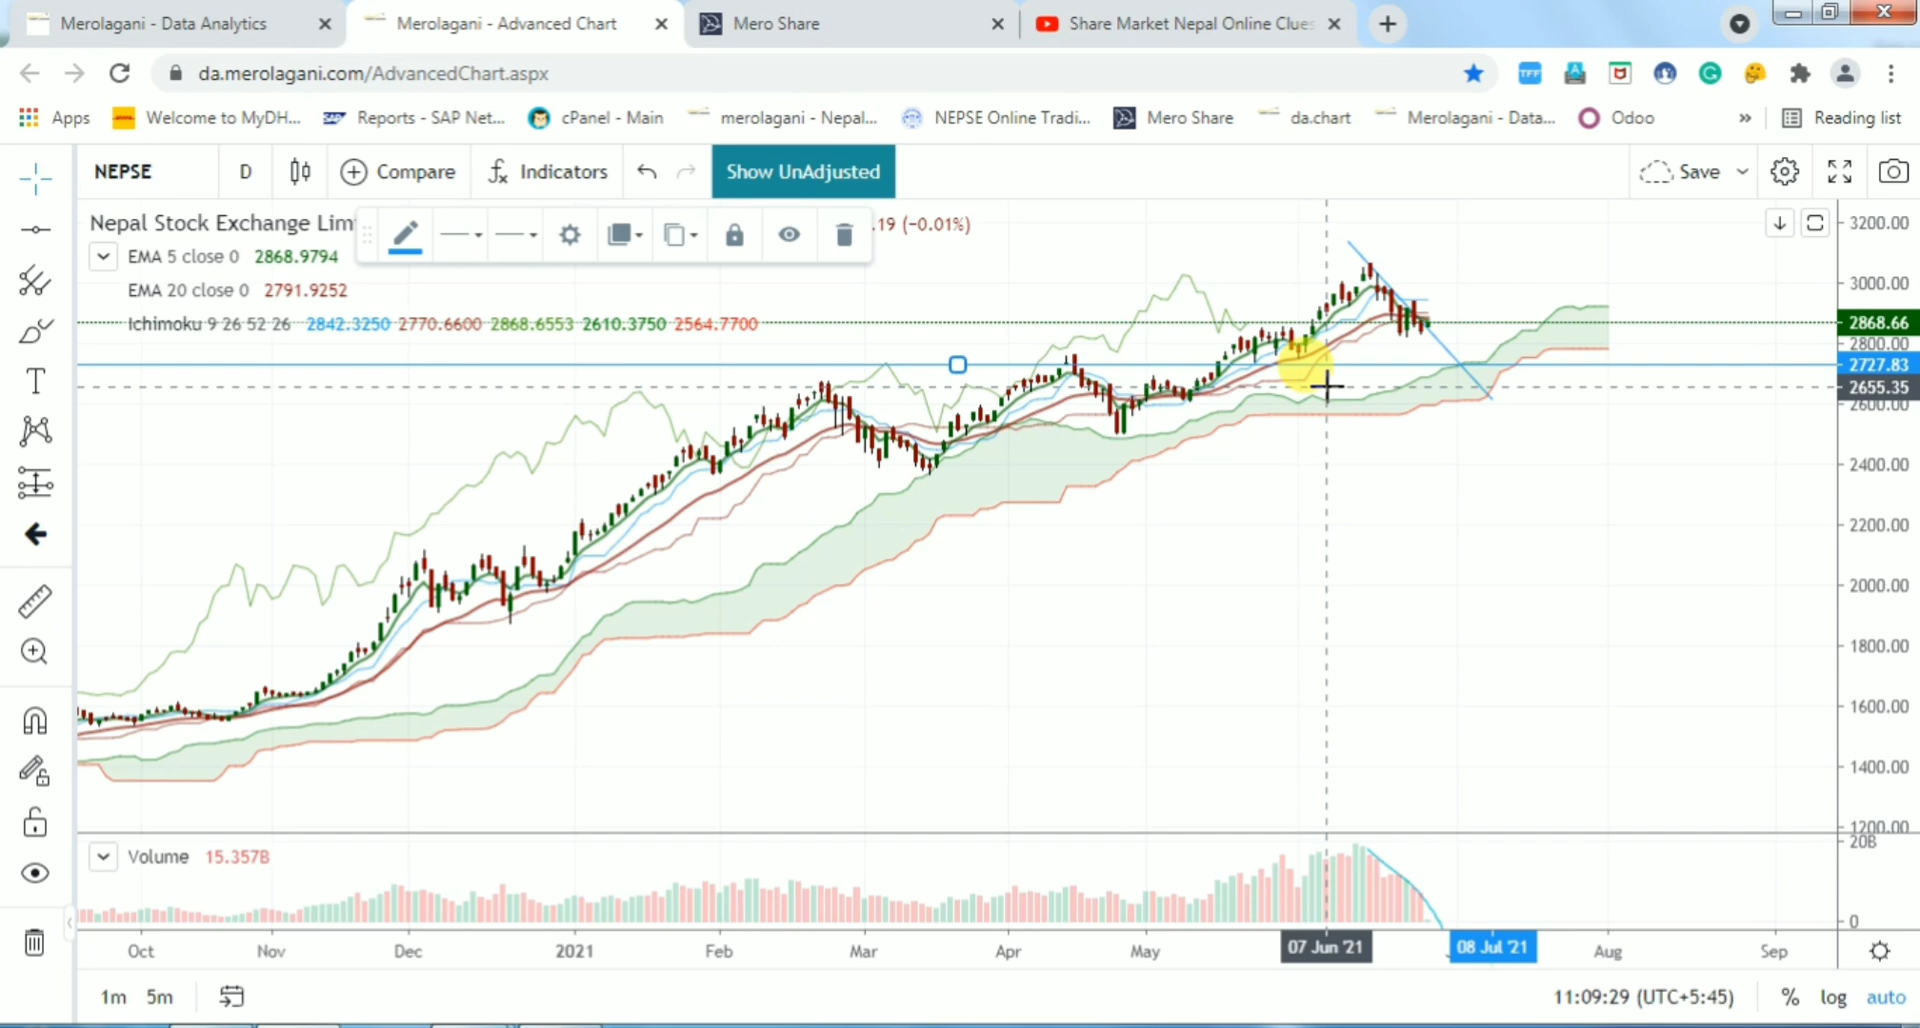 Merolagani - Data Analytics
Merolagani - Advanced Chart
Mero Share
Share Market Nepal Online Clues
da.merolagani.com/AdvancedChart.aspx
TFF
Apps
Welcome to MyDH...
Reports - SAP Net...
cPanel - Main
merolagani - Nepal...
NEPSE Online Tradi...
Mero Share
da.chart
Merolagani - Data...
Odoo
Reading list
NEPSE
D
Compare
Indicators
Show UnAdjusted
Save
Nepal Stock Exchange Lim
.19 (−0.01%)
EMA 5 close 0 2868.9794
EMA 20 close 0 2791.9252
Ichimoku 9 26 52 26 2842.3250 2770.6600 2868.6553 2610.3750 2564.7700
3200.00
3000.00
2868.66
2800.00
2727.83
2655.35
2600.00
2400.00
2200.00
2000.00
1800.00
1600.00
1400.00
1200.00
Volume 15.357B
20B
0
Oct Nov Dec 2021 Feb Mar Apr May 07 Jun '21 08 Jul '21 Aug Sep
1m 5m
11:09:29 (UTC+5:45)
% log auto